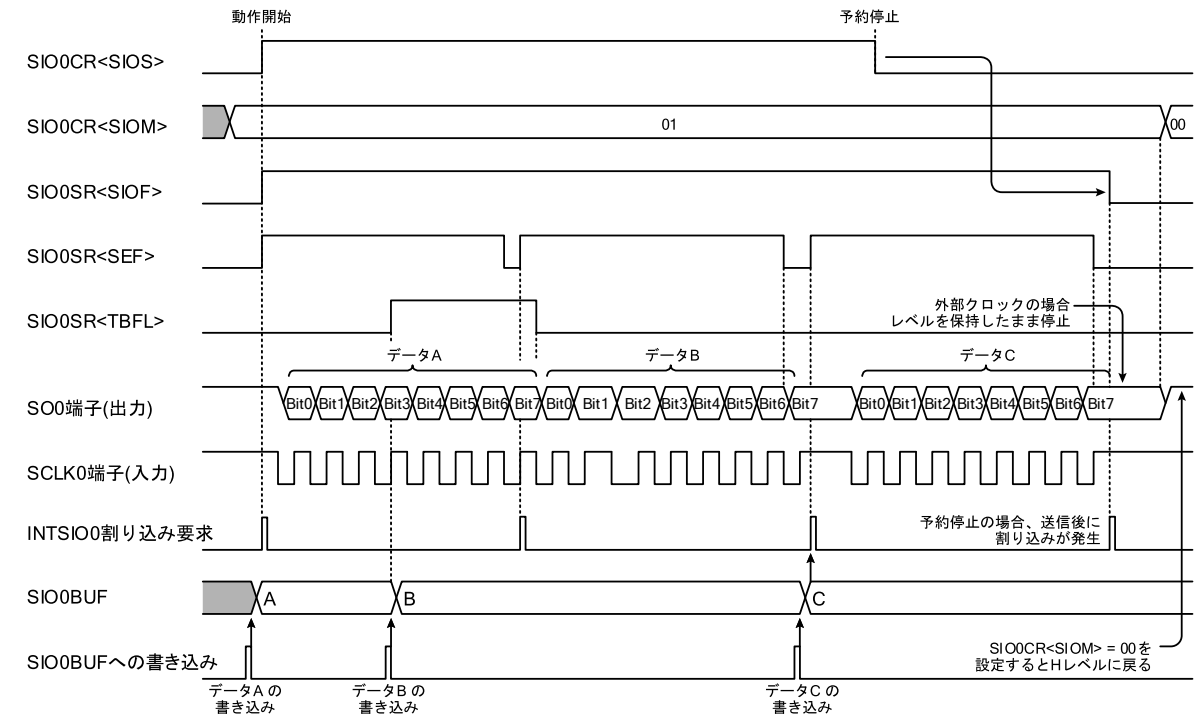 動作開始
予約停止
SIO0CR<SIOS>
SIO0CR<SIOM>
01
00
SIO0SR<SIOF>
SIO0SR<SEF>
SIO0SR<TBFL>
外部クロックの場合
レベルを保持したまま停止
データA
データB
データC
SO0端子(出力)
Bit0 Bit1 Bit2 Bit3 Bit4 Bit5 Bit6 Bit7 Bit0 Bit1 Bit2 Bit3 Bit4 Bit5 Bit6 Bit7 Bit0 Bit1 Bit2 Bit3 Bit4 Bit5 Bit6 Bit7
SCLK0端子(入力)
INTSIO0割り込み要求
予約停止の場合、送信後に
割り込みが発生
SIO0BUF
A
B
C
SIO0BUFへの書き込み
データA の
書き込み
データB の
書き込み
データC の
書き込み
SIO0CR<SIOM> = 00を
設定するとHレベルに戻る